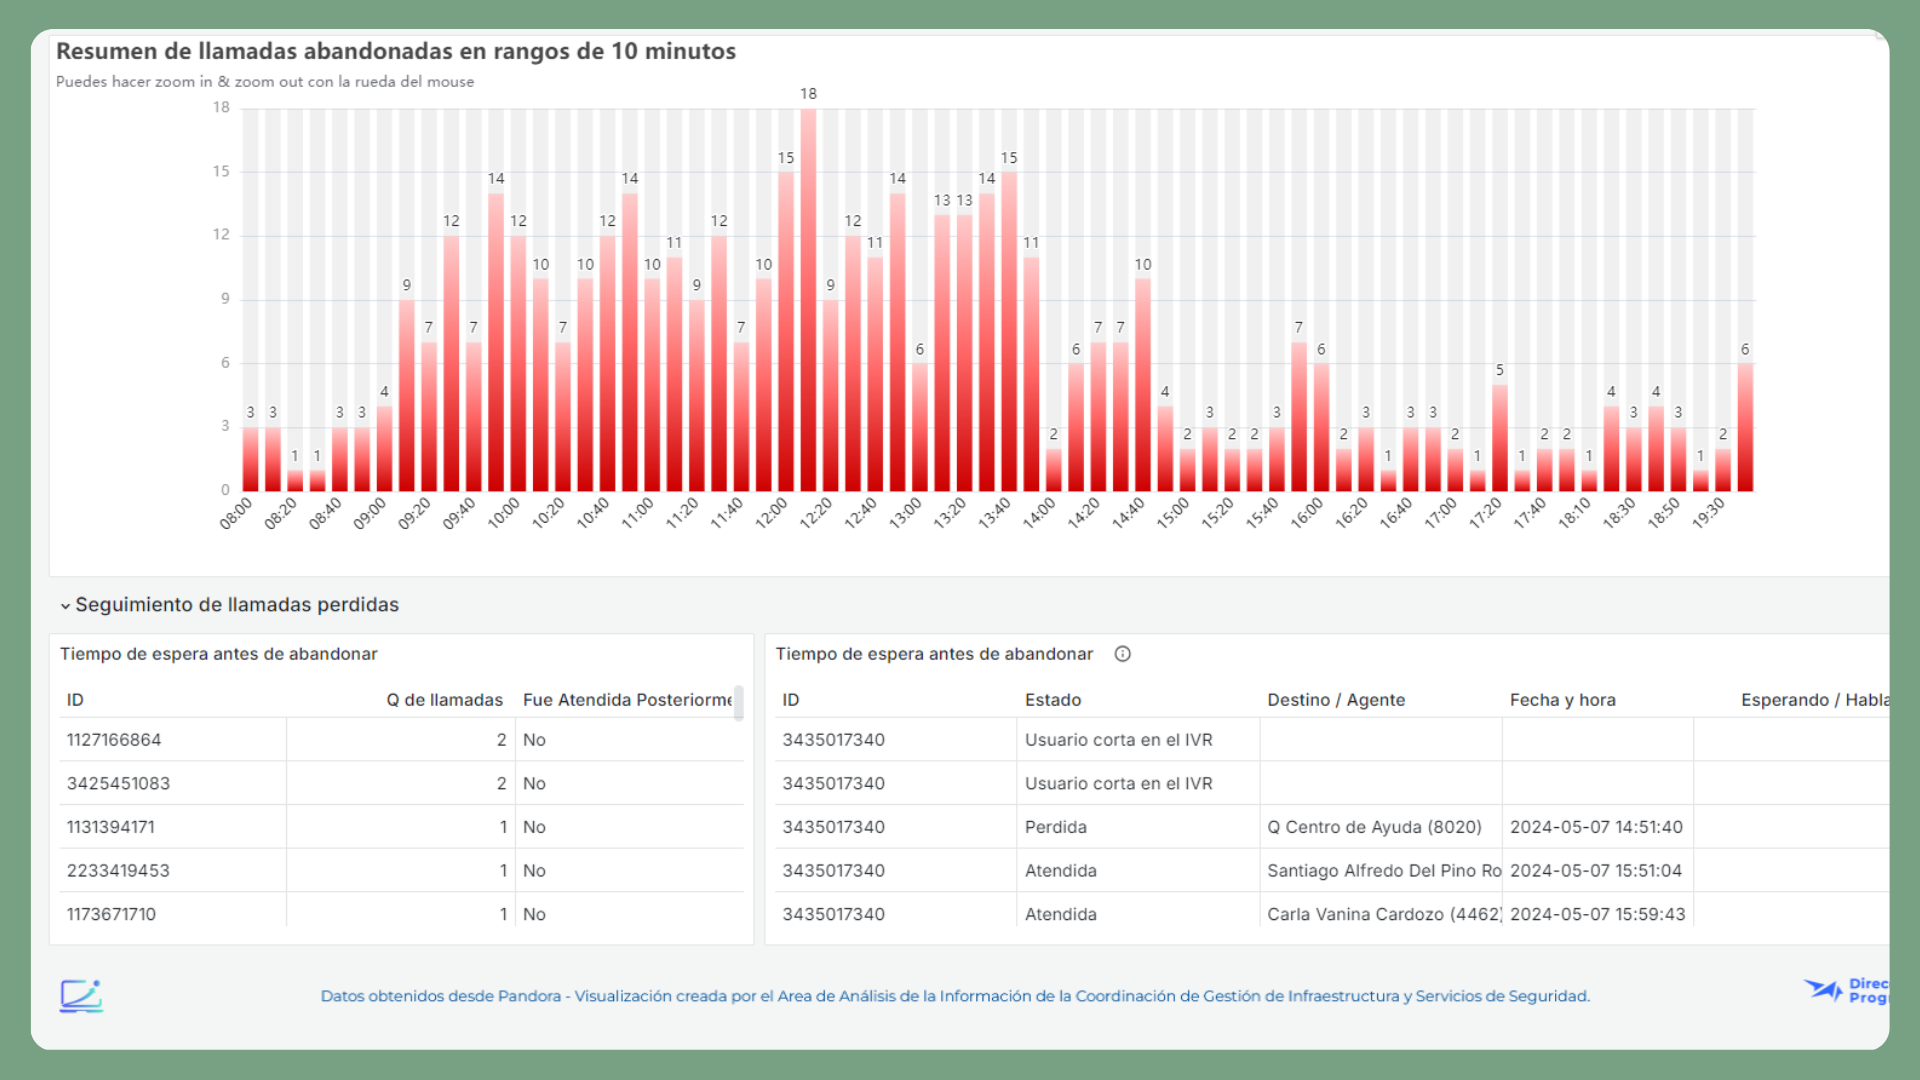 Resumen de llamadas abandonadas en rangos de 10 minutos
Puedes hacer zoom in & zoom out con la rueda del mouse
18
15
12
9
6
3
0
3 3 1 1 3 3 4 9 7 12 7 14 12 10 7 10 12 14 10 11 9 12 7 10 15 18 9 12 11 14 6 13 13 14 15 11 2 6 7 7 10 4 2 3 2 2 3 7 6 2 3 1 3 3 2 1 5 1 2 2 1 4 3 4 3 1 2 6
08:00 08:20 08:40 09:00 09:20 09:40 10:00 10:20 10:40 11:00 11:20 11:40 12:00 12:20 12:40 13:00 13:20 13:40 14:00 14:20 14:40 15:00 15:20 15:40 16:00 16:20 16:40 17:00 17:20 17:40 18:10 18:30 18:50 19:30
Seguimiento de llamadas perdidas
Tiempo de espera antes de abandonar
ID Q de llamadas Fue Atendida Posteriorme
1127166864 2 No
3425451083 2 No
1131394171 1 No
2233419453 1 No
1173671710 1 No
Tiempo de espera antes de abandonar
ID Estado Destino / Agente Fecha y hora Esperando / Habla
3435017340 Usuario corta en el IVR
3435017340 Usuario corta en el IVR
3435017340 Perdida Q Centro de Ayuda (8020) 2024-05-07 14:51:40
3435017340 Atendida Santiago Alfredo Del Pino Ro 2024-05-07 15:51:04
3435017340 Atendida Carla Vanina Cardozo (4462) 2024-05-07 15:59:43
Datos obtenidos desde Pandora - Visualización creada por el Area de Análisis de la Información de la Coordinación de Gestión de Infraestructura y Servicios de Seguridad.
Direc
Progr